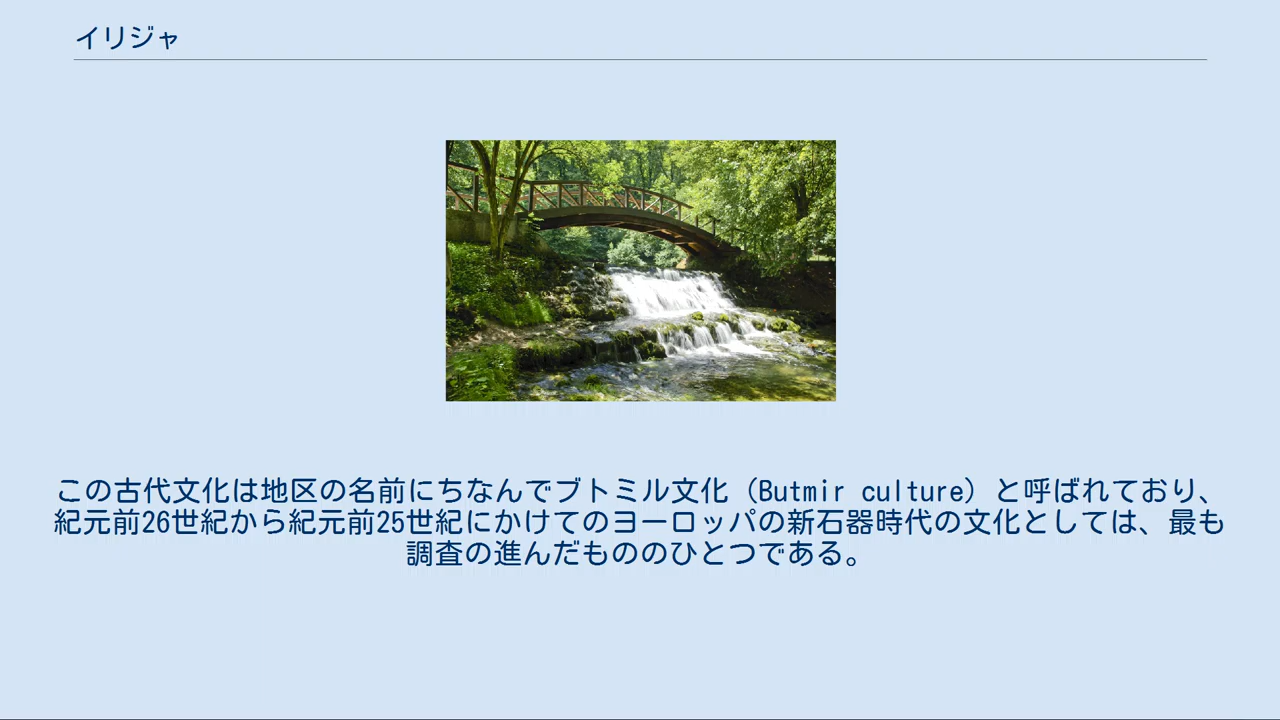 イリジャ
この古代文化は地区の名前にちなんでブトミル文化（Butmir culture）と呼ばれており、
紀元前26世紀から紀元前25世紀にかけてのヨーロッパの新石器時代の文化としては、最も
調査の進んだもののひとつである。